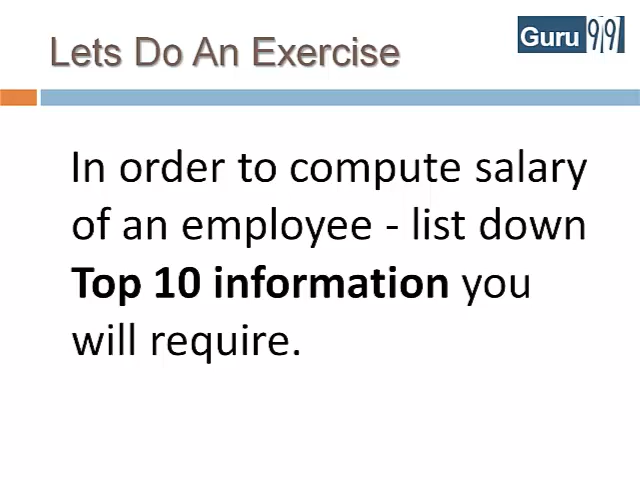 Lets Do An Exercise
Guru 99
In order to compute salary
of an employee - list down
Top 10 information you
will require.